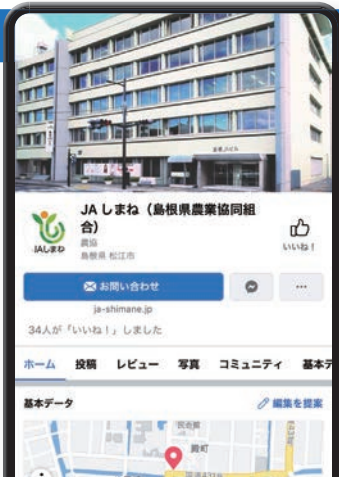 JAしまね（島根県農業協同組
合）
農協
島根県 松江市
JAしまね
いいね！
お問い合わせ
ja-shimane.jp
34人が「いいね！」しました
ホーム 投稿 レビュー 写真 コミュニティ 基本デ
基本データ
編集を提案
殿町